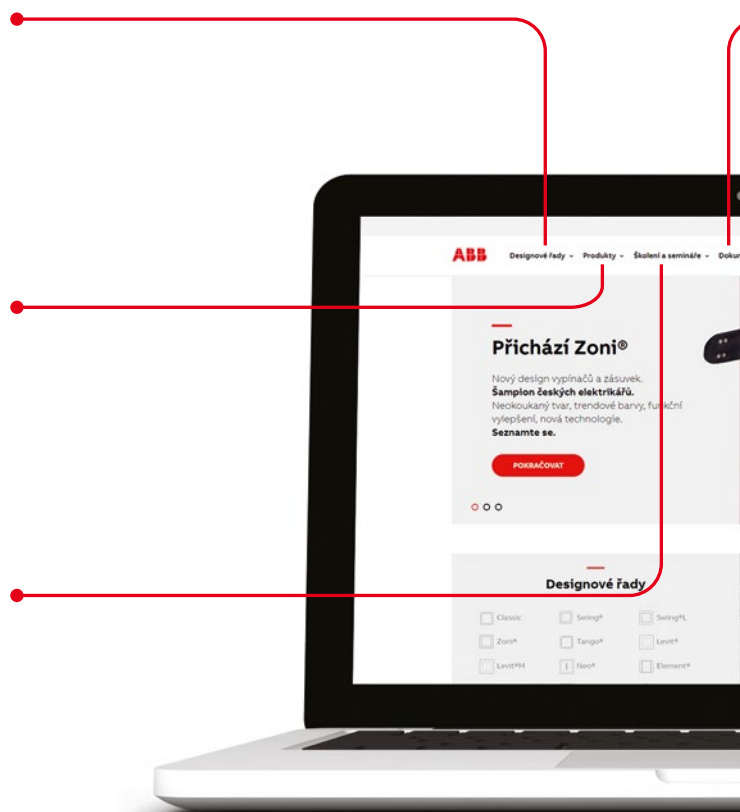 ABB
Designové řady Produkty Školení a semináře
Přichází Zoni®
Nový design vypínačů a zásuvek.
Šampion českých elektrikářů.
Neokoukaný tvar, trendové barvy, funkční
vylepšení, nová technologie.
Seznamte se.
POKRAČOVAT
Designové řady
Classic Swing® Swing®L
Zoni® Tango® Levit®
Levit®M Neo® Element®